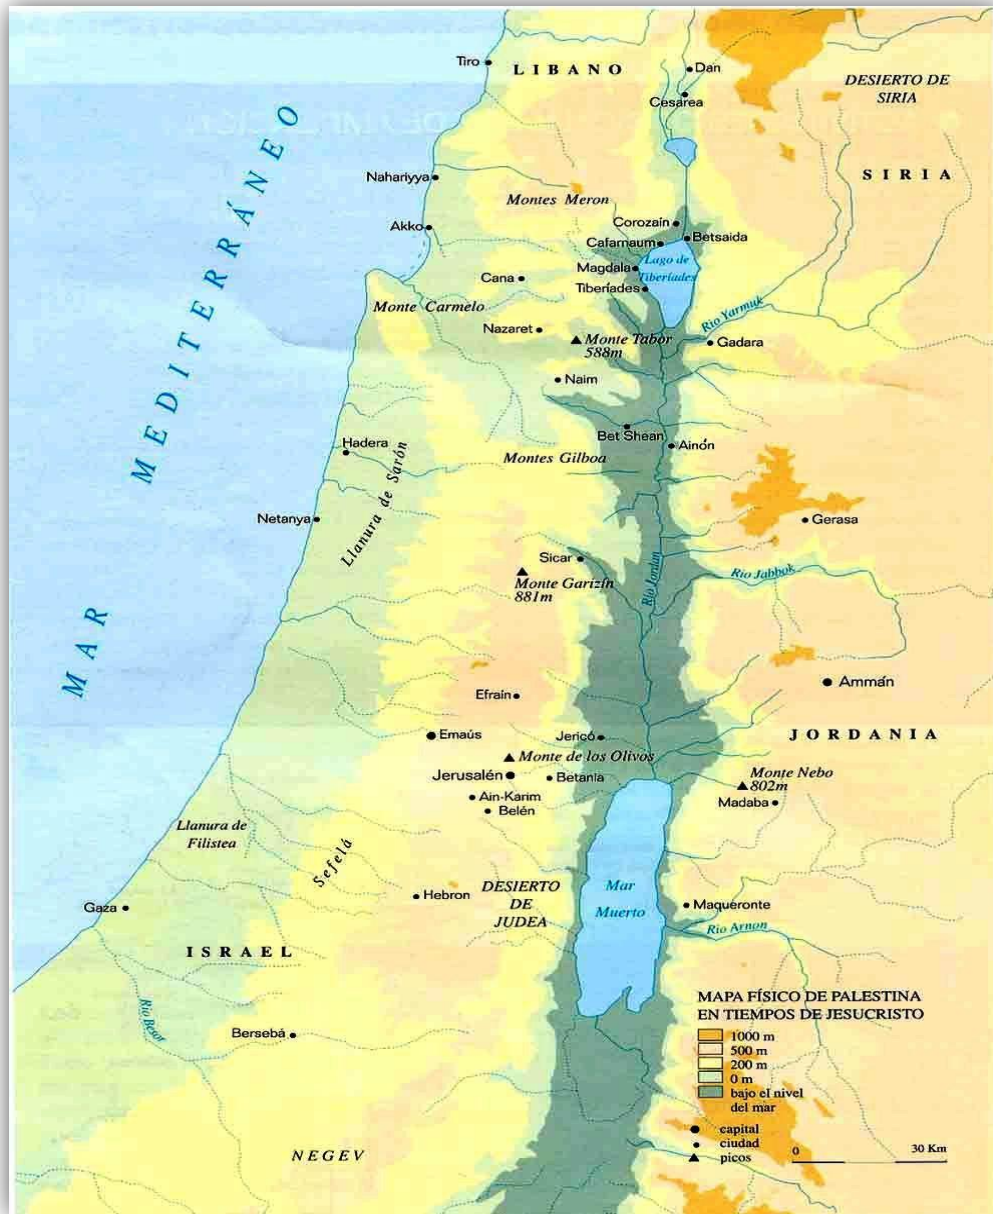 Tiro
LIBANO
Dan
DESIERTO DE
SIRIA
Cesárea
SIRIA
MAR MEDITERRÁNEO
Nahariyya
Montes Meron
Akko
Corozaín
Betsaida
Cafarnaum
Magdala
Lago de
Tiberíades
Cana
Tiberíades
Monte Carmelo
Río Yarmuk
Nazaret
Monte Tabor
588m
Gadara
Naim
Bet Shean
Ainón
Hadera
Montes Gilboa
Llanura de Sarón
Netanya
Gerasa
Sicar
Río Jordan
Río Jabbok
Monte Garizín
881m
Efraín
Ammán
Emaús
Jericó
JORDANIA
Monte de los Olivos
Jerusalén
Betania
Monte Nebo
802m
Ain-Karim
Madaba
Belén
Llanura de
Filistea
Sefelá
Hebron
DESIERTO
DE
JUDEA
Mar
Muerto
Gaza
Maqueronte
Río Arnon
ISRAEL
Río Besor
Bersebá
NEGEV
MAPA FÍSICO DE PALESTINA
EN TIEMPOS DE JESUCRISTO
1000 m
500 m
200 m
0 m
bajo el nivel
del mar
capital
ciudad
picos
0 30 Km